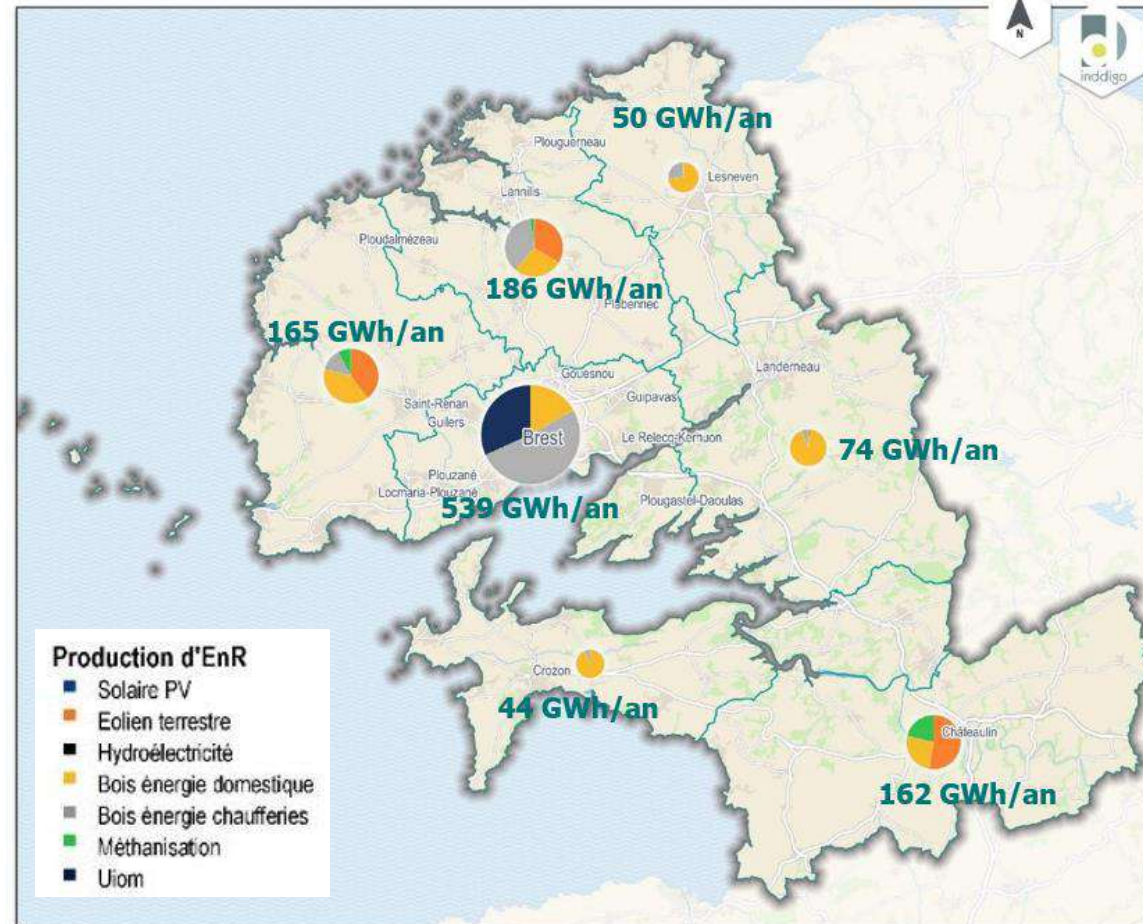 N
inddigo
50 GWh/an
Plouguerneau
Lesneven
Lannilis
Ploudalmézeau
186 GWh/an
Plabennec
165 GWh/an
Gouesnou
Landerneau
Saint-Renan
Guipavas
Guilers
Brest
Le Relecq-Kerhuon
74 GWh/an
Plouzané
Locmaria-Plouzané
Plougastel-Daoulas
539 GWh/an
Crozon
44 GWh/an
Châteaulin
162 GWh/an
Production d'EnR
Solaire PV
Eolien terrestre
Hydroélectricité
Bois énergie domestique
Bois énergie chaufferies
Méthanisation
Uiom